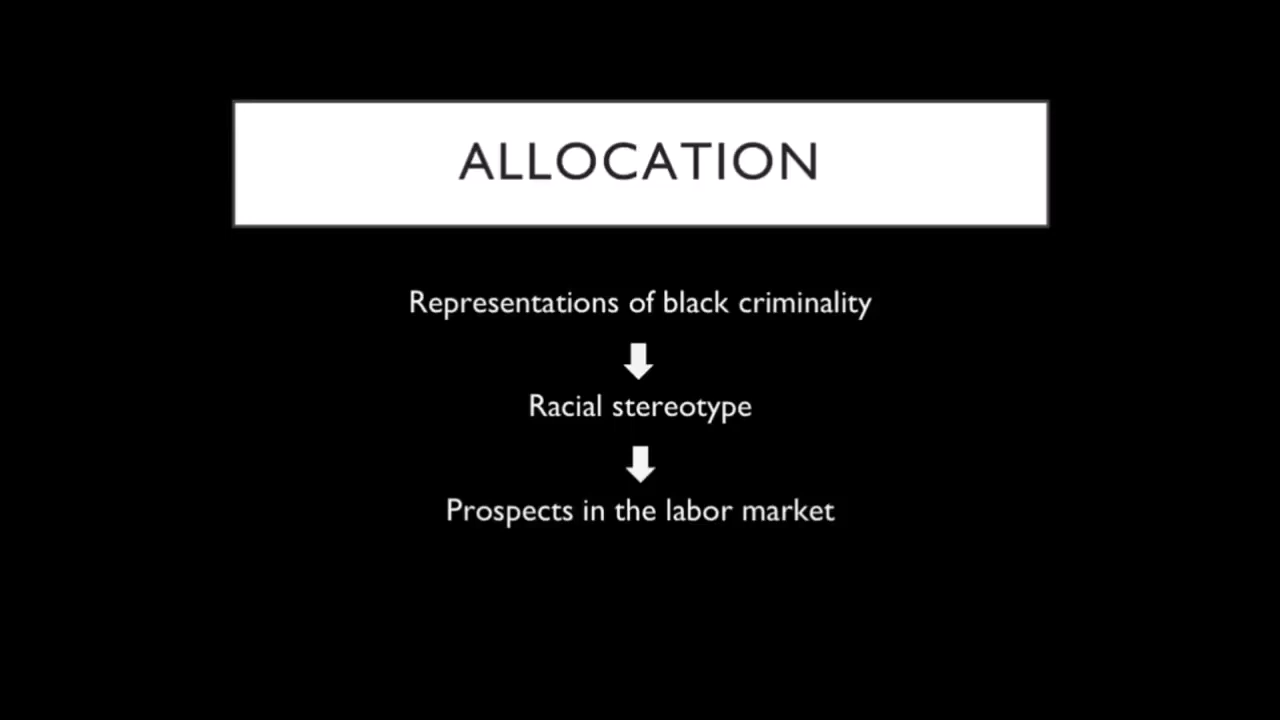 ALLOCATION
Representations of black criminality
Racial stereotype
Prospects in the labor market